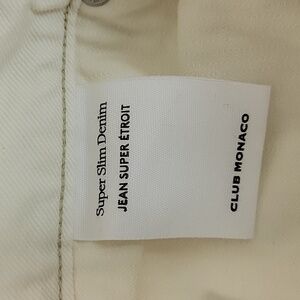 Super Slim Denim
JEAN SUPER ÉTROIT
CLUB MONACO